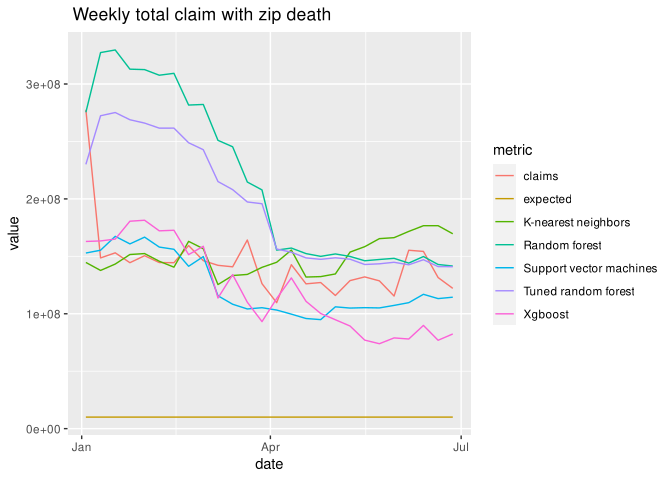 Weekly total claim with zip death
value
3e+08
2e+08
1e+08
0e+00
Jan
Apr
Jul
date
metric
claims
expected
K-nearest neighbors
Random forest
Support vector machines
Tuned random forest
Xgboost